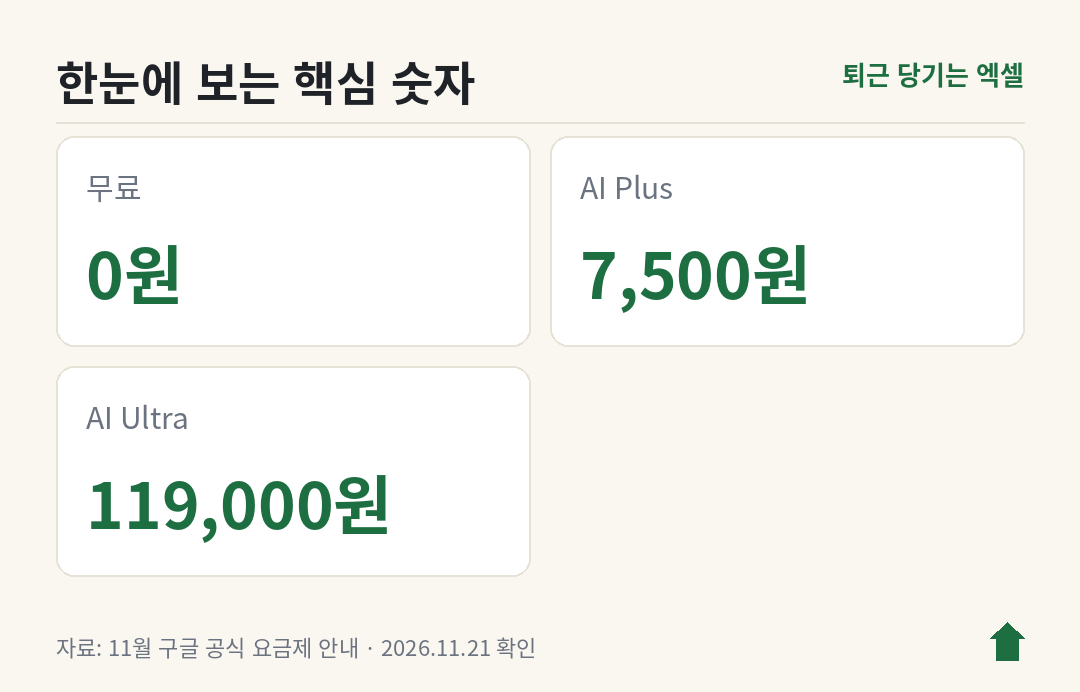 한눈에 보는 핵심 숫자
퇴근 당기는 엑셀
무료
0원
AI Plus
7,500원
AI Ultra
119,000원
자료: 11월 구글 공식 요금제 안내 · 2026.11.21 확인